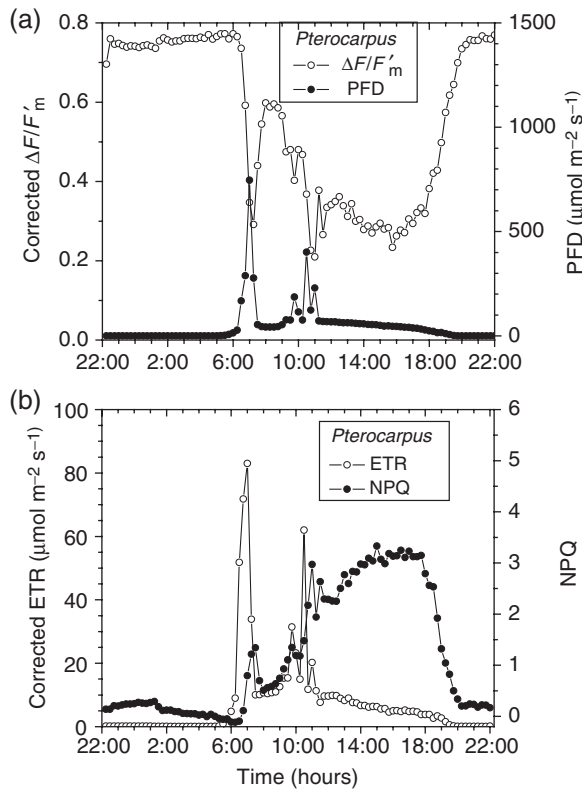 (a)
Pterocarpus
ΔF/F′m
PFD
0.8
0.6
0.4
0.2
0.0
Corrected ΔF/F′m
1500
1000
500
0
PFD (μmol m−2 s−1)
22:00 2:00 6:00 10:00 14:00 18:00 22:00
(b)
Pterocarpus
ETR
NPQ
100
80
60
40
20
0
Corrected ETR (μmol m−2 s−1)
6
5
4
3
2
1
0
NPQ
22:00 2:00 6:00 10:00 14:00 18:00 22:00
Time (hours)